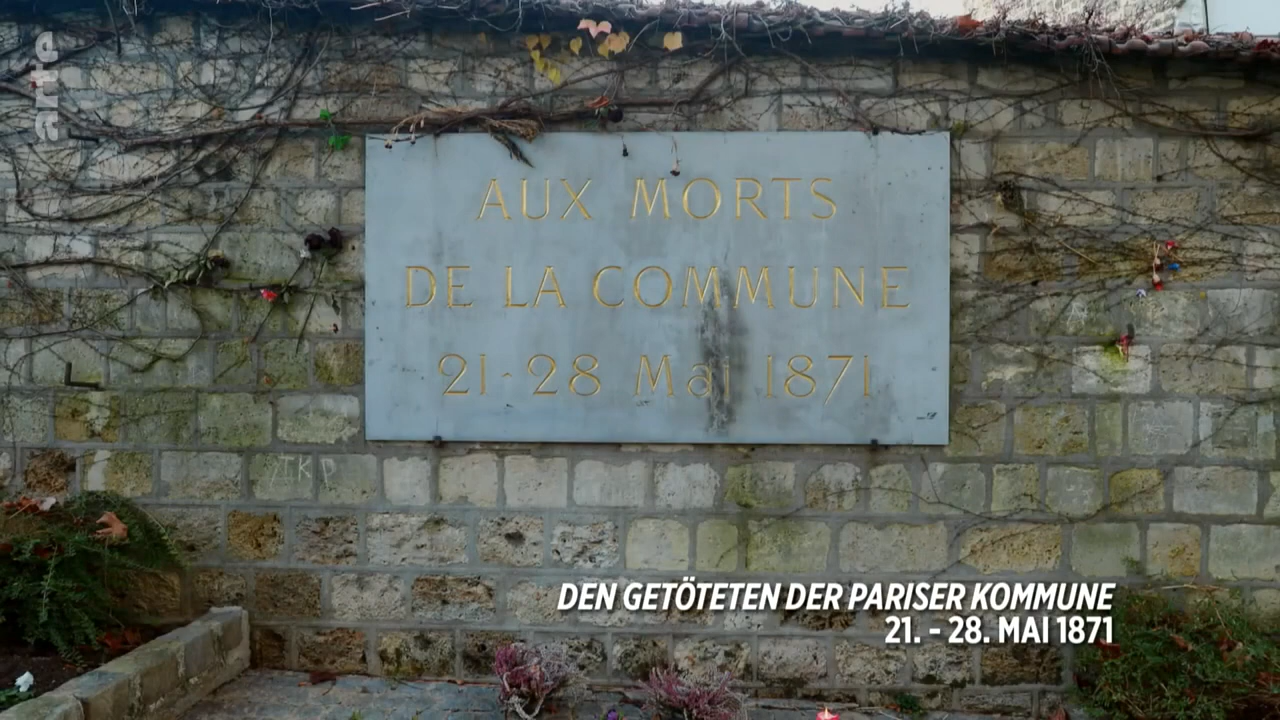 arte
AUX MORTS
DE LA COMMUNE
21-28 Mai 1871
TKP
DEN GETÖTETEN DER PARISER KOMMUNE
21. - 28. MAI 1871